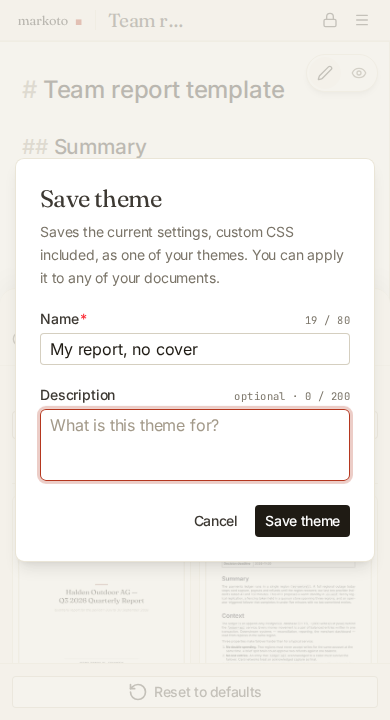 markoto
Team r...
# Team report template
## Summary
Save theme
Saves the current settings, custom CSS
included, as one of your themes. You can apply
it to any of your documents.
Name*
19 / 80
My report, no cover
Description
optional · 0 / 200
What is this theme for?
Cancel
Save theme
Halden Outdoor AG —
Q3 2028 Quarterly Report
Summary
Context
Reset to defaults